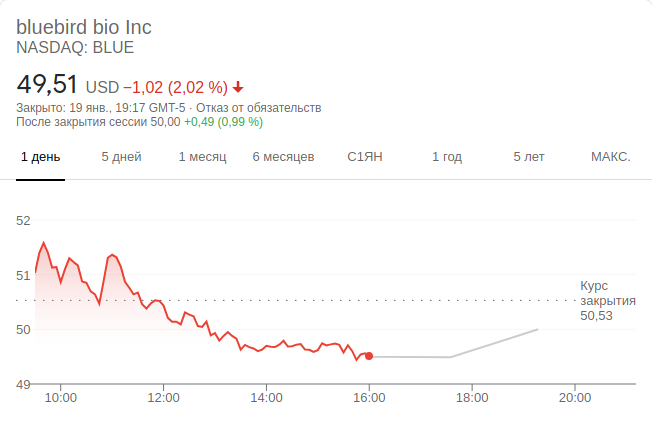 bluebird bio Inc
NASDAQ: BLUE
49,51 USD −1,02 (2,02 %)
Закрыто: 19 янв., 19:17 GMT-5 · Отказ от обязательств
После закрытия сессии 50,00 +0,49 (0,99 %)
1 день 5 дней 1 месяц 6 месяцев С1ЯН 1 год 5 лет МАКС.
52
51
50
49
Курс
закрытия
50,53
10:00 12:00 14:00 16:00 18:00 20:00